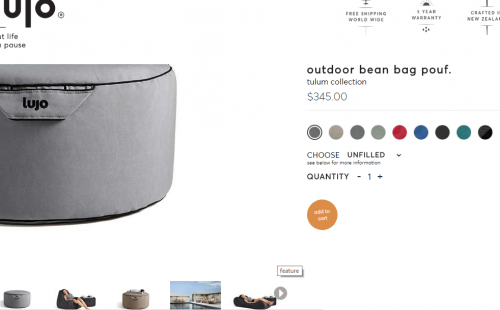 lujo®
t life
pause
FREE SHIPPING
WORLD WIDE
5 YEAR
WARRANTY
CRAFTED I
NEW ZEALA
lujo
outdoor bean bag pouf.
tulum collection
$345.00
CHOOSE UNFILLED
see below for more information
QUANTITY - 1 +
add to
cart
feature